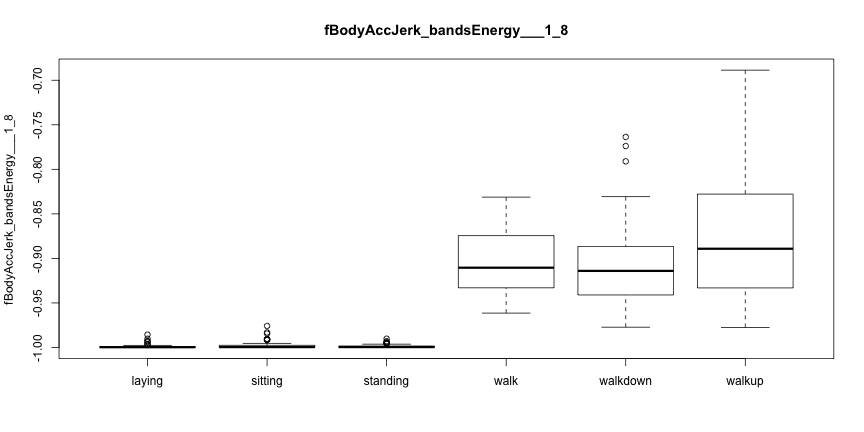 fBodyAccJerk_bandsEnergy___1_8
fBodyAccJerk_bandsEnergy___1_8
-0.70
-0.75
-0.80
-0.85
-0.90
-0.95
-1.00
laying sitting standing walk walkdown walkup